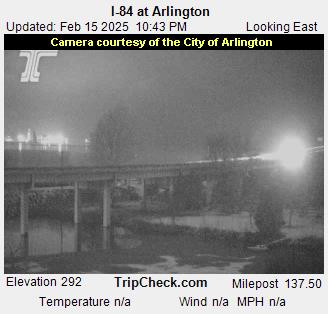 I-84 at Arlington
Updated: Feb 15 2025 10:43 PM Looking East
Camera courtesy of the City of Arlington
Elevation 292 TripCheck.com Milepost 137.50
Temperature n/a Wind n/a MPH n/a